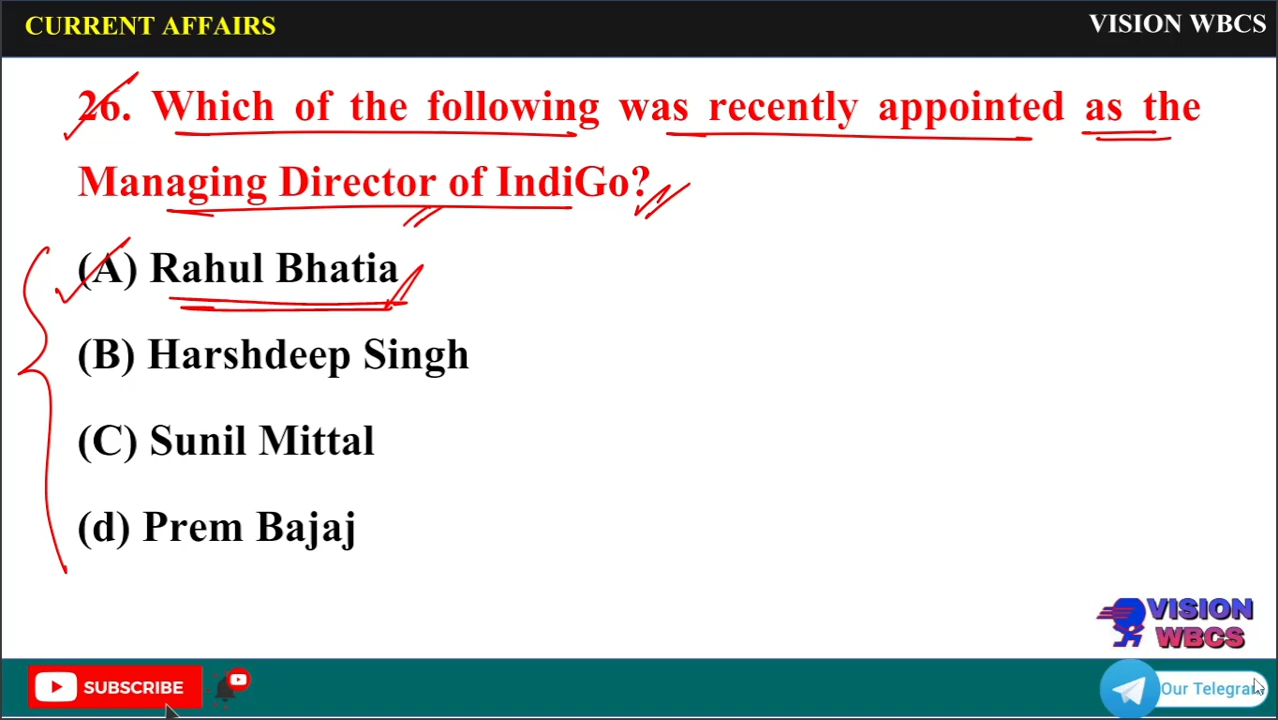 CURRENT AFFAIRS
VISION WBCS
26. Which of the following was recently appointed as the
Managing Director of IndiGo?
(A) Rahul Bhatia
(B) Harshdeep Singh
(C) Sunil Mittal
(d) Prem Bajaj
VISION
WBCS
SUBSCRIBE
Our Telegram